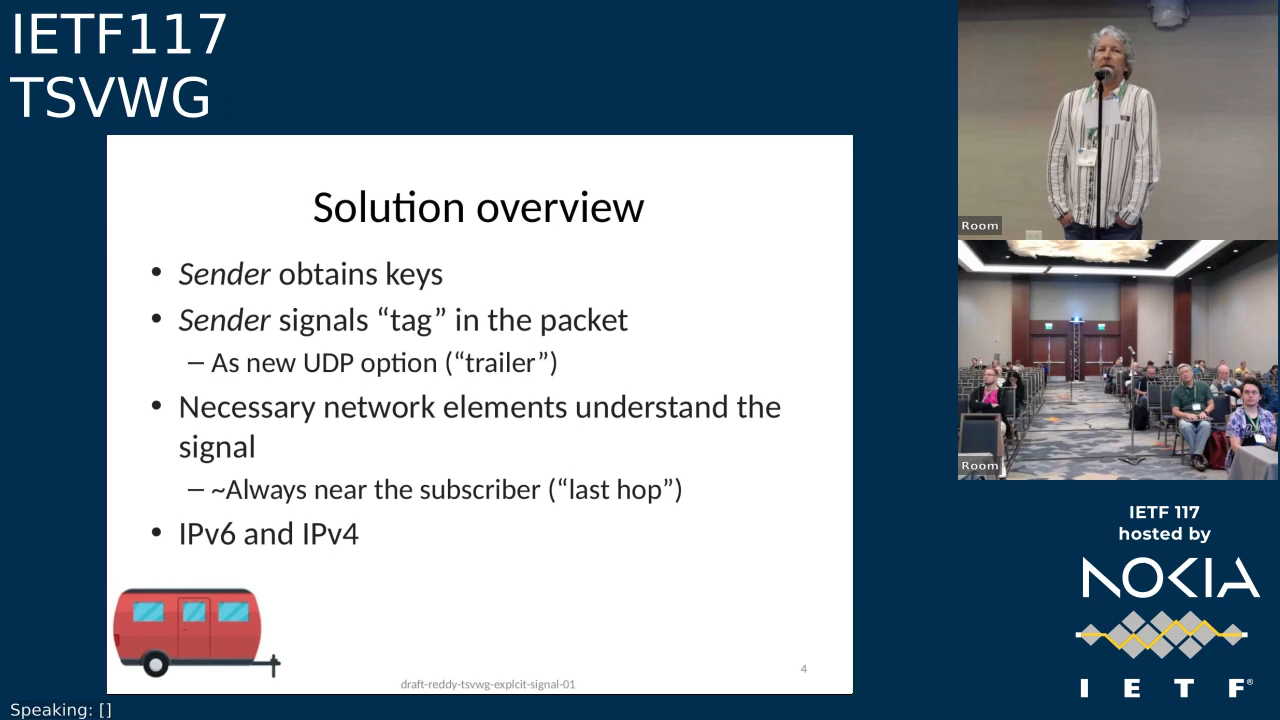 IETF117
TSVWG
Solution overview
• Sender obtains keys
• Sender signals “tag” in the packet
– As new UDP option (“trailer”)
• Necessary network elements understand the
signal
– ~Always near the subscriber (“last hop”)
• IPv6 and IPv4
4
draft-reddy-tsvwg-explcit-signal-01
Room
Room
IETF 117
hosted by
NOKIA
I E T F®
Speaking: []